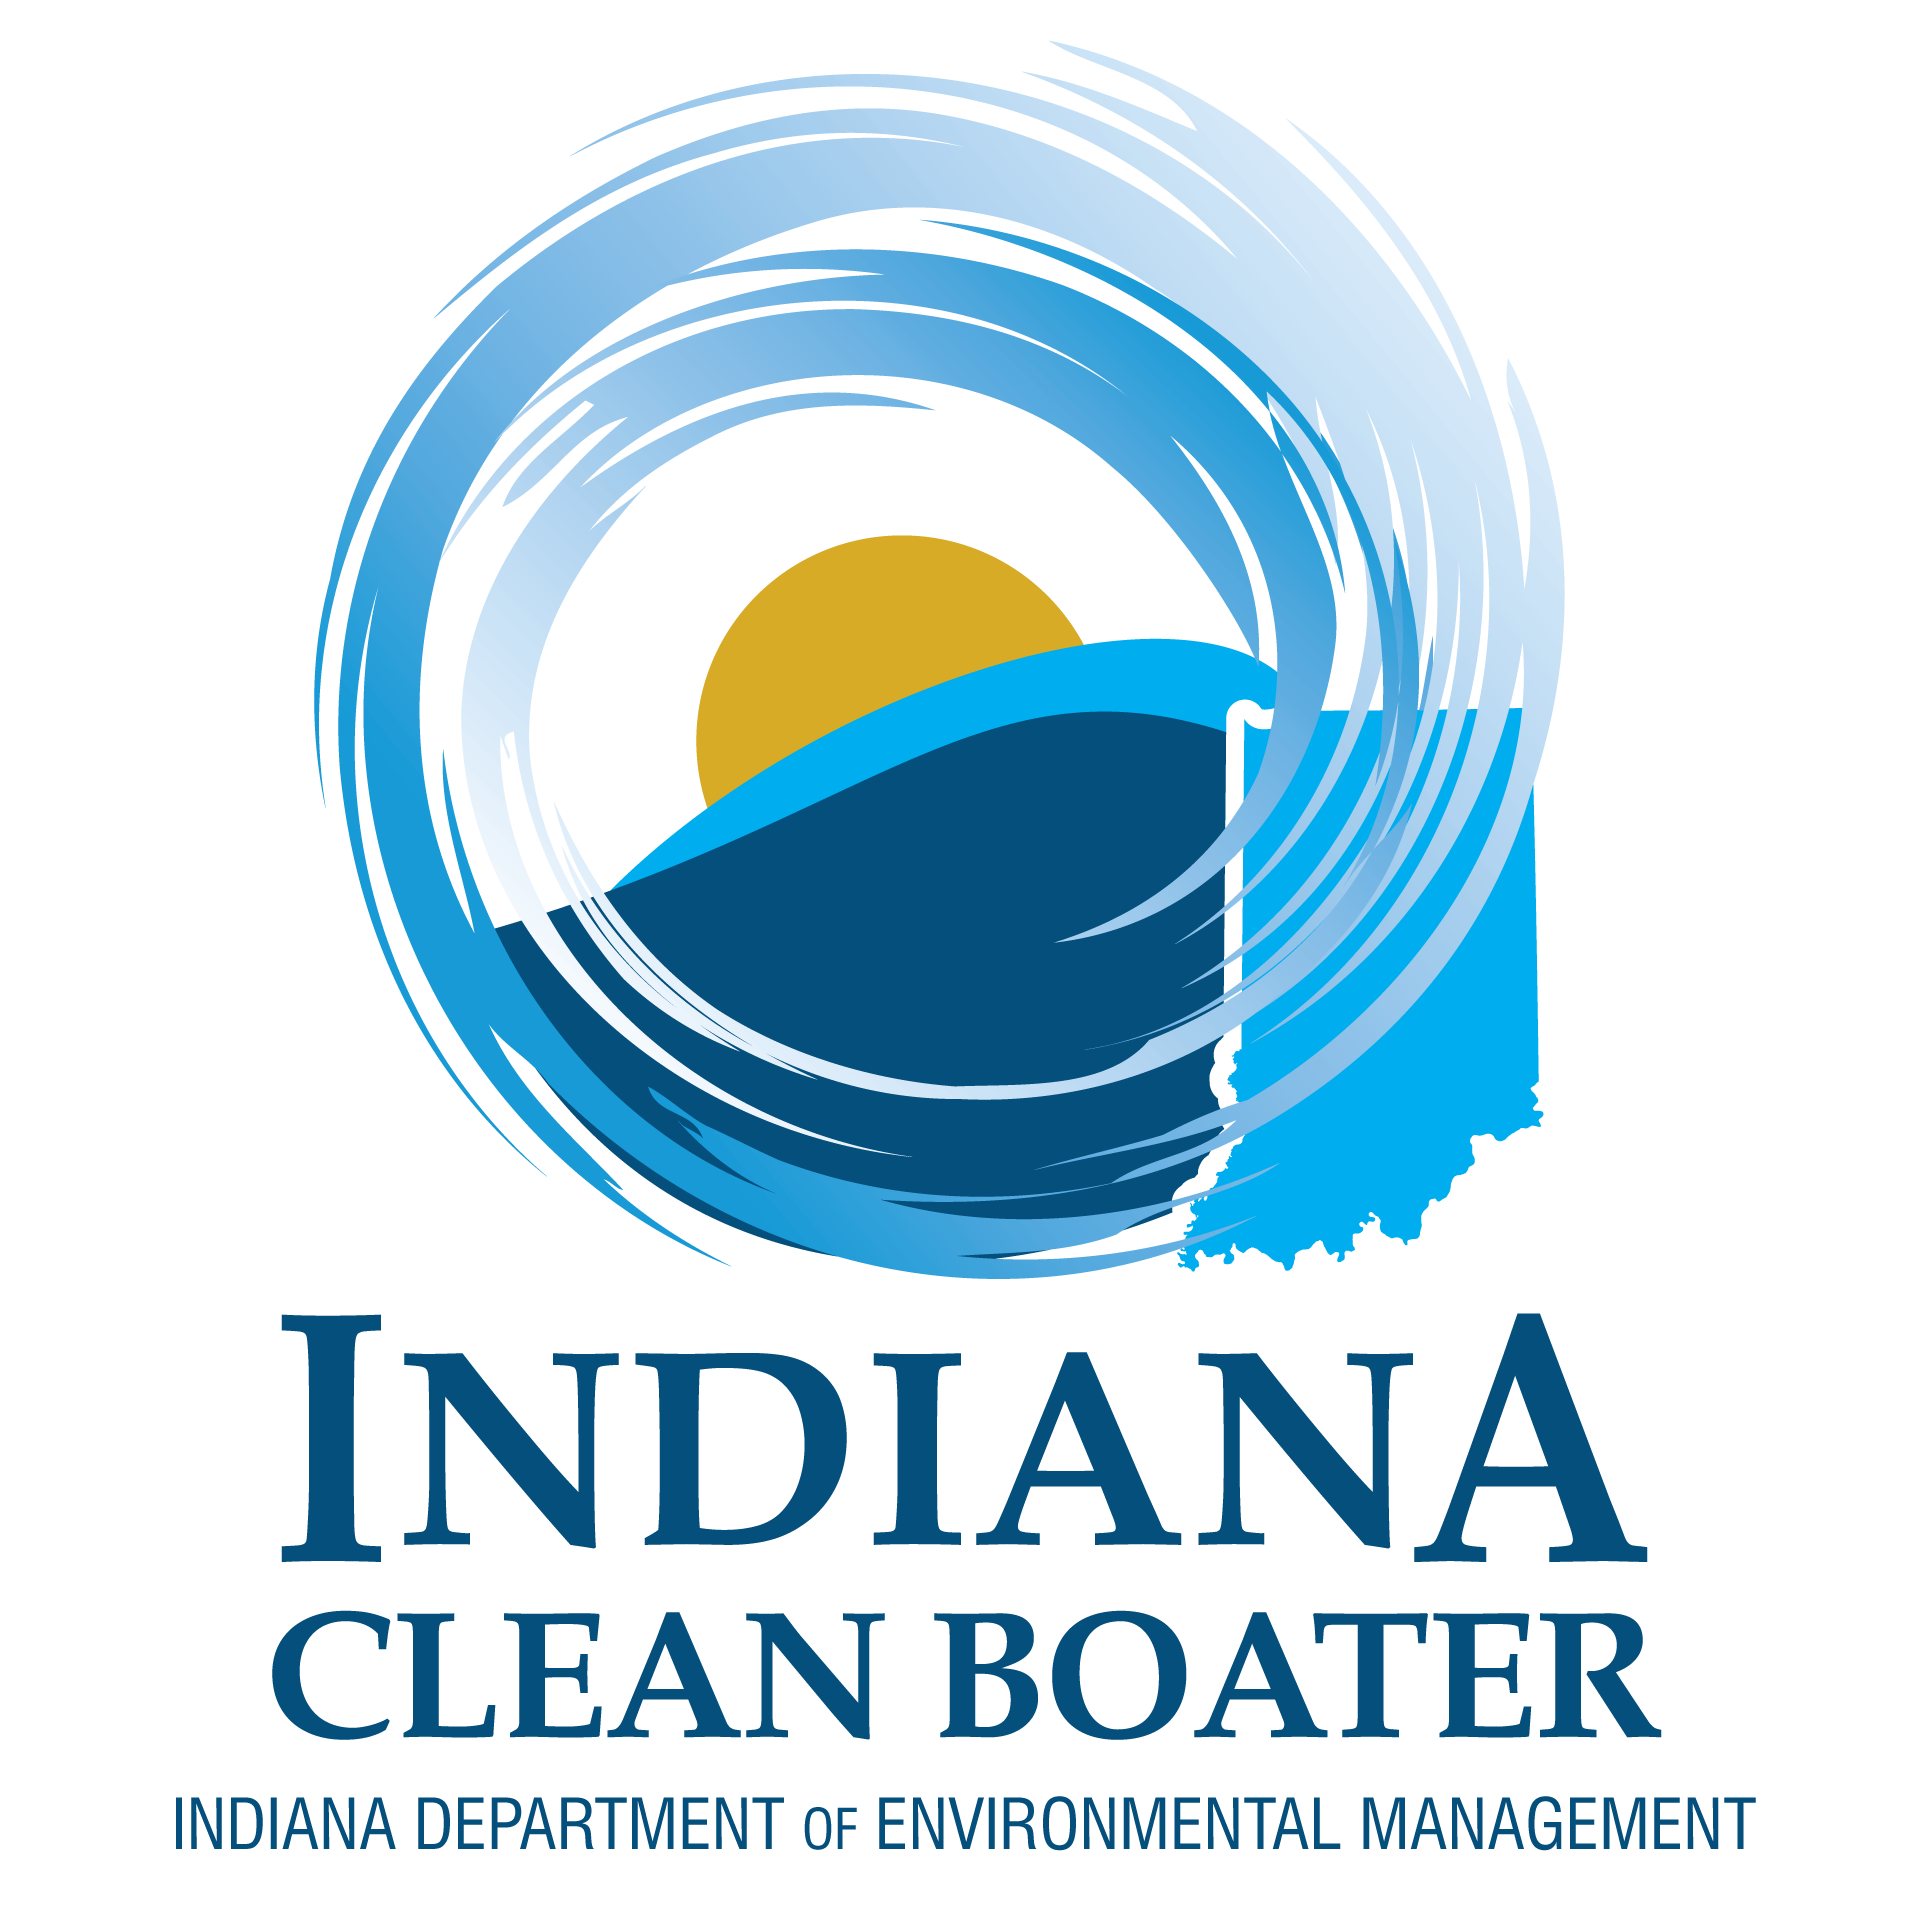 INDIANA
CLEAN BOATER
INDIANA DEPARTMENT OF ENVIRONMENTAL MANAGEMENT